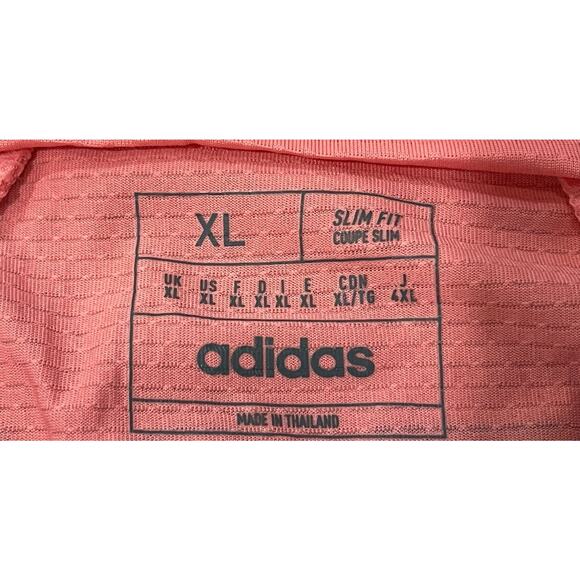 XL
SLIM FIT
COUPE SLIM
UK US F D I E CDN J
XL XL XL XL XL XL XL/TG 4XL
adidas
MADE IN THAILAND